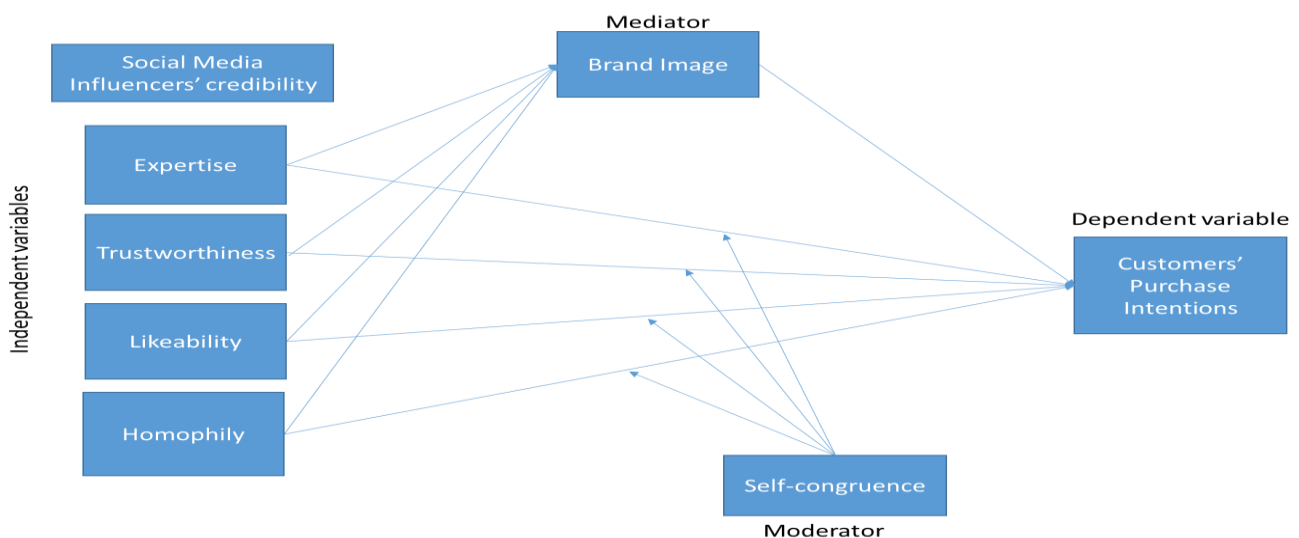 Mediator
Social Media
Influencers' credibility
Brand Image
Independent variables
Expertise
Trustworthiness
Likeability
Homophily
Dependent variable
Customers'
Purchase
Intentions
Self-congruence
Moderator